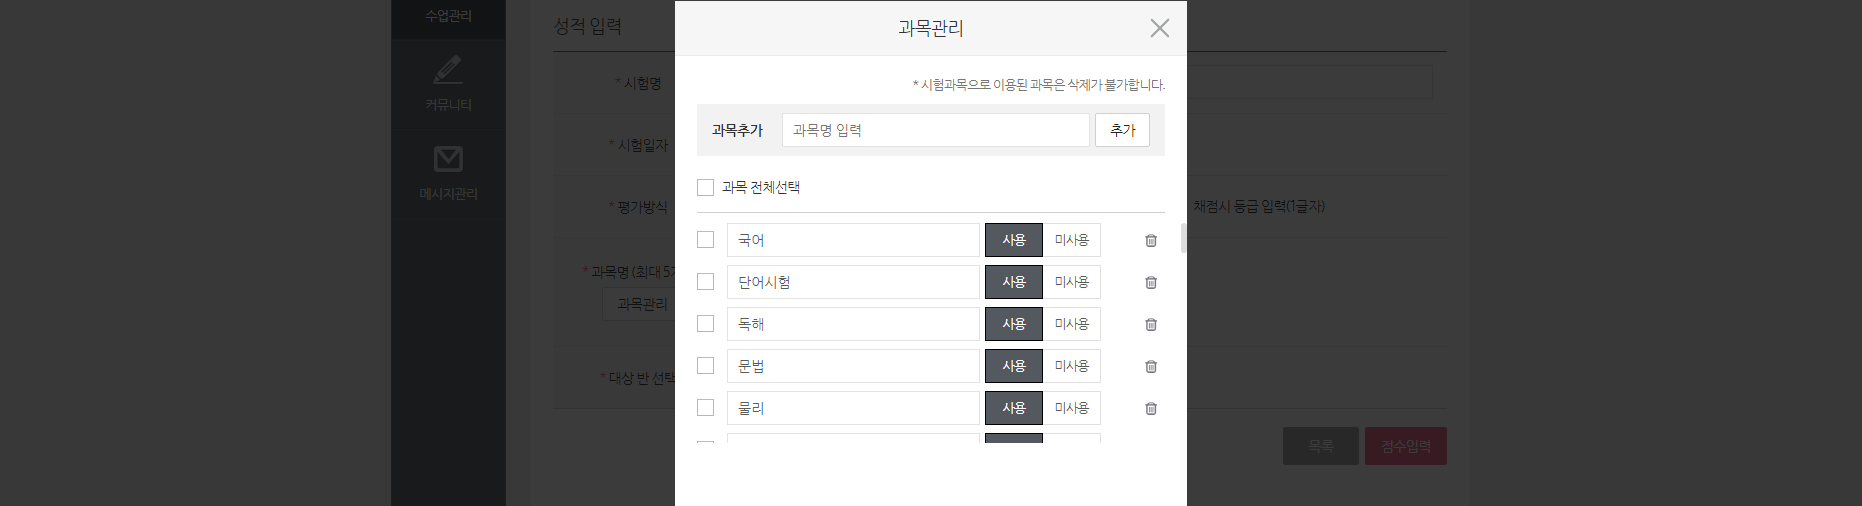 수업관리
커뮤니티
메시지관리
성적 입력
* 시험명
* 시험일자
* 평가방식
채점시 등급 입력(1글자)
* 과목명 (최대 5
과목관리
* 대상 반 선택
목록
점수입력
과목관리
* 시험과목으로 이용된 과목은 삭제가 불가합니다.
과목추가 과목명 입력 추가
과목 전체선택
국어 사용 미사용
단어시험 사용 미사용
독해 사용 미사용
문법 사용 미사용
물리 사용 미사용